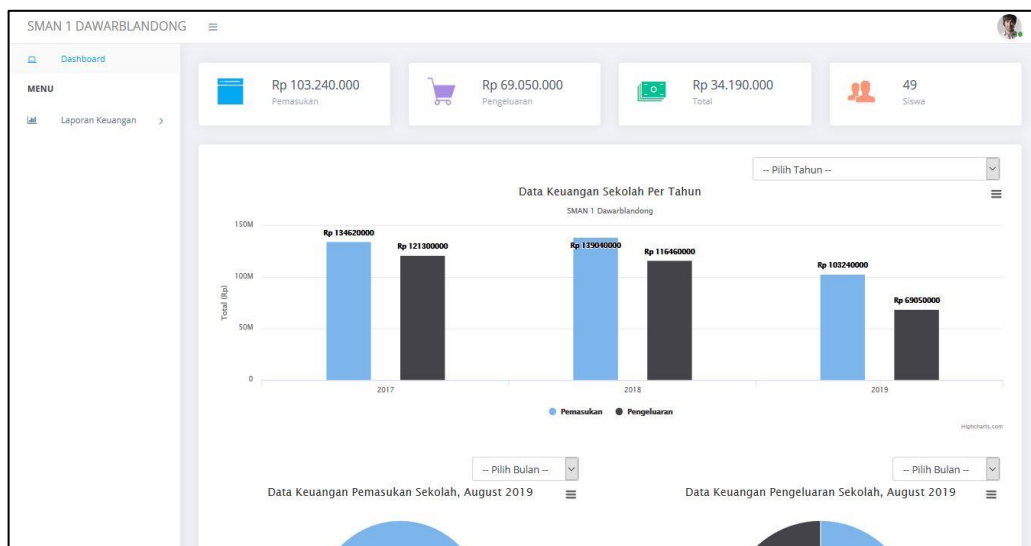 SMAN 1 DAWARBLANDONG
Dashboard
MENU
Laporan Keuangan
Rp 103.240.000
Pemasukan
Rp 69.050.000
Pengeluaran
Rp 34.190.000
Total
49
Siswa
-- Pilih Tahun --
Data Keuangan Sekolah Per Tahun
SMAN 1 Dawarblandong
Total (Rp)
150M
100M
50M
0
Rp 134620000
Rp 121300000
Rp 139040000
Rp 116460000
Rp 103240000
Rp 69050000
2017
2018
2019
Pemasukan
Pengeluaran
Highcharts.com
-- Pilih Bulan --
Data Keuangan Pemasukan Sekolah, August 2019
-- Pilih Bulan --
Data Keuangan Pengeluaran Sekolah, August 2019